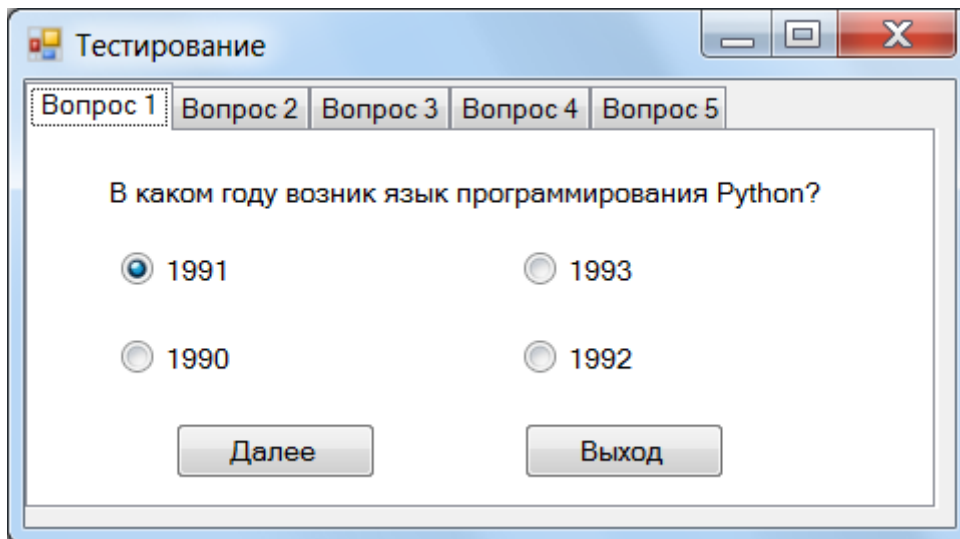 Тестирование
Вопрос 1 Вопрос 2 Вопрос 3 Вопрос 4 Вопрос 5
В каком году возник язык программирования Python?
1991 1993
1990 1992
Далее Выход